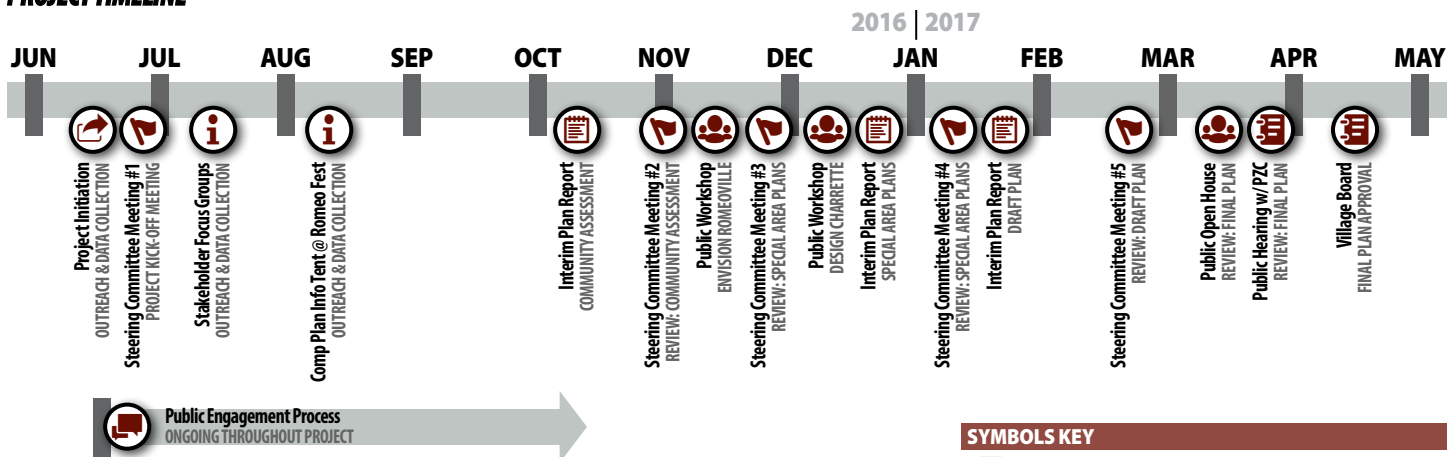 PROJECT TIMELINE
2016 | 2017
JUN JUL AUG SEP OCT NOV DEC JAN FEB MAR APR MAY
Project Initiation
OUTREACH & DATA COLLECTION
Steering Committee Meeting #1
PROJECT KICK-OFF MEETING
Stakeholder Focus Groups
OUTREACH & DATA COLLECTION
Comp Plan Info Tent @ Romeo Fest
OUTREACH & DATA COLLECTION
Interim Plan Report
COMMUNITY ASSESSMENT
Steering Committee Meeting #2
REVIEW: COMMUNITY ASSESSMENT
Public Workshop
ENVISION ROMEOVILLE
Steering Committee Meeting #3
REVIEW: SPECIAL AREA PLANS
Public Workshop
DESIGN CHARRETTE
Interim Plan Report
SPECIAL AREA PLANS
Steering Committee Meeting #4
REVIEW: SPECIAL AREA PLANS
Interim Plan Report
DRAFT PLAN
Steering Committee Meeting #5
REVIEW: DRAFT PLAN
Public Open House
REVIEW: FINAL PLAN
Public Hearing w/ PZC
REVIEW: FINAL PLAN
Village Board
FINAL PLAN APPROVAL
Public Engagement Process
ONGOING THROUGHOUT PROJECT
SYMBOLS KEY